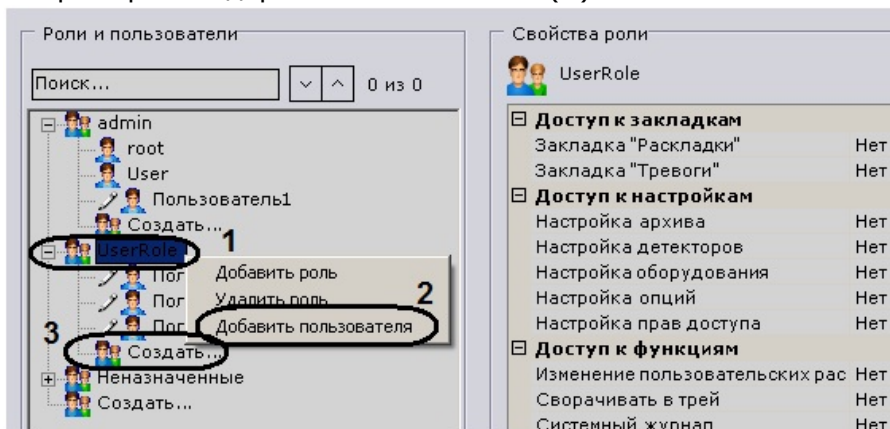 Роли и пользователи
Поиск...
0 из 0
admin
root
User
Пользователь1
Создать...
1
UserRole
Добавить роль
Удалить роль
2
Добавить пользователя
3
Создать...
Неназначенные
Создать...
Свойства роли
UserRole
Доступ к закладкам
Закладка "Раскладки" Нет
Закладка "Тревоги" Нет
Доступ к настройкам
Настройка архива Нет
Настройка детекторов Нет
Настройка оборудования Нет
Настройка опций Нет
Настройка прав доступа Нет
Доступ к функциям
Изменение пользовательских рас Нет
Сворачивать в трей Нет
Системный журнал Нет